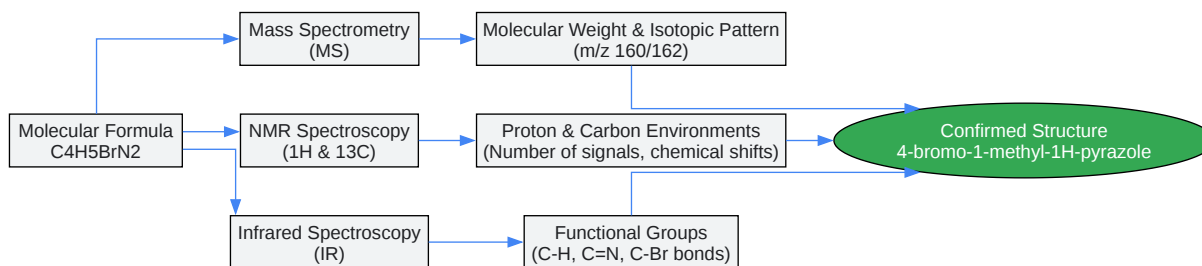 Mass Spectrometry
(MS)
Molecular Weight & Isotopic Pattern
(m/z 160/162)
Molecular Formula
C4H5BrN2
NMR Spectroscopy
(1H & 13C)
Proton & Carbon Environments
(Number of signals, chemical shifts)
Confirmed Structure
4-bromo-1-methyl-1H-pyrazole
Infrared Spectroscopy
(IR)
Functional Groups
(C-H, C=N, C-Br bonds)